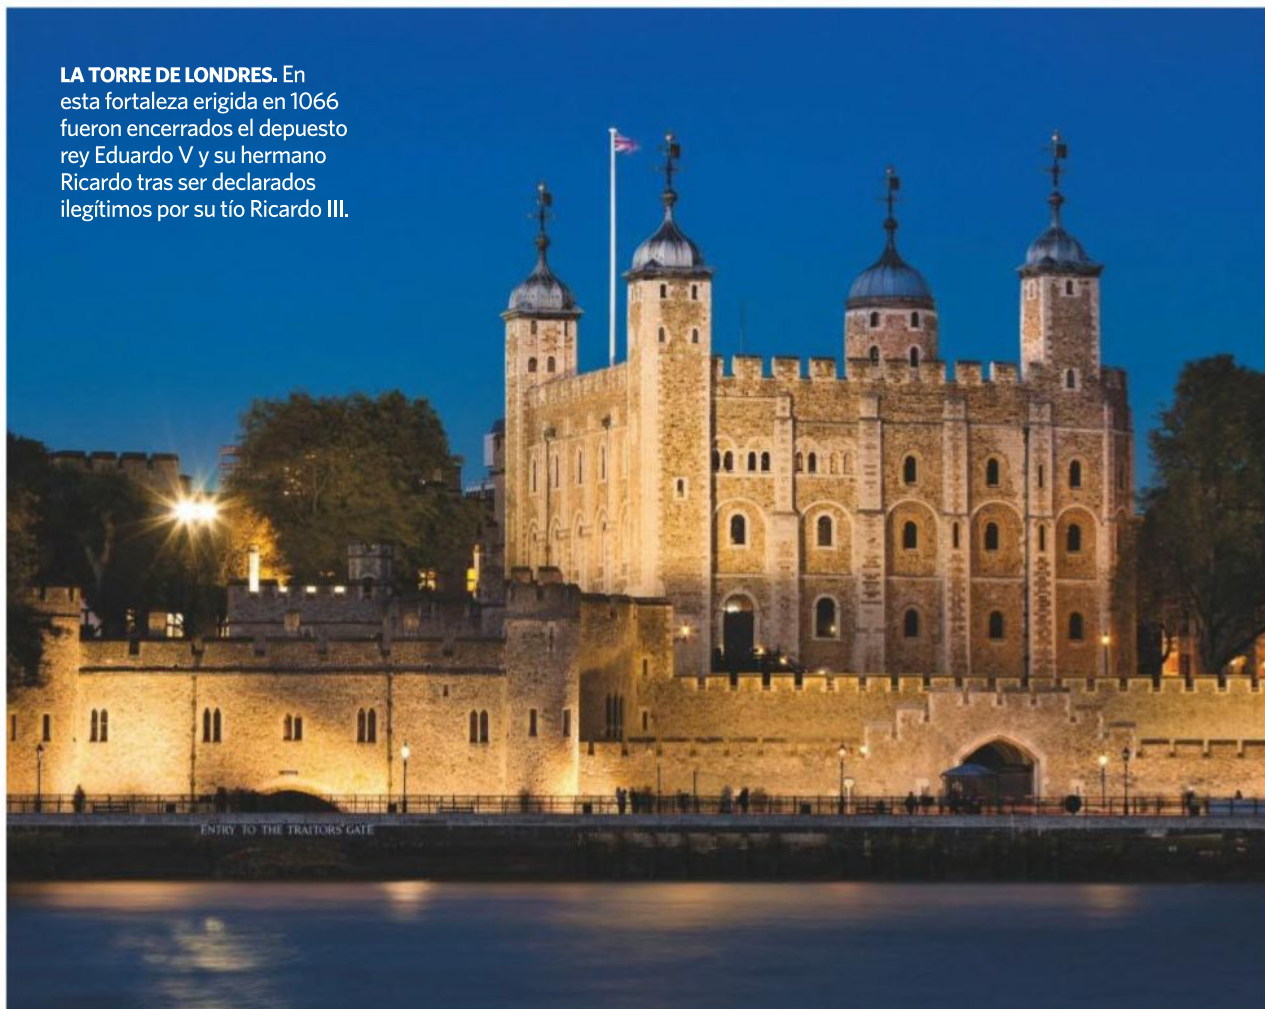 LA TORRE DE LONDRES. En
esta fortaleza erigida en 1066
fueron encerrados el depuesto
rey Eduardo V y su hermano
Ricardo tras ser declarados
ilegítimos por su tío Ricardo III.
ENTRY TO THE TRAITORS' GATE